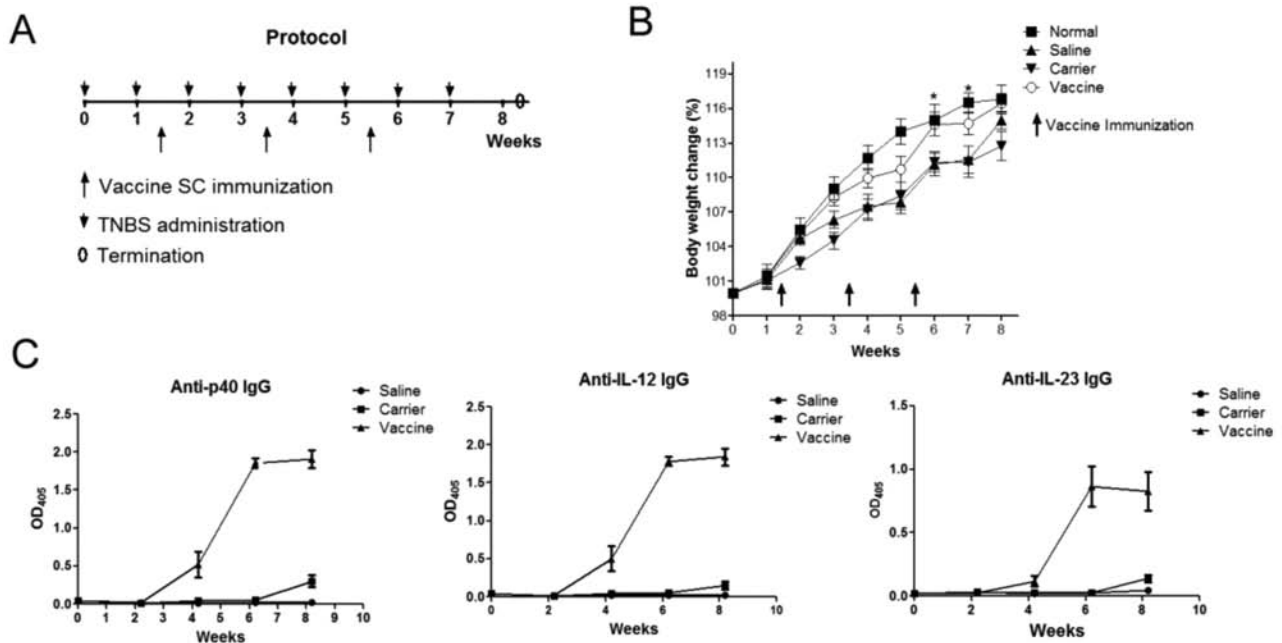 A
Protocol
0 1 2 3 4 5 6 7 8
Weeks
Vaccine SC immunization
TNBS administration
Termination
B
Normal
Saline
Carrier
Vaccine
Vaccine Immunization
Body weight change (%)
119
116
113
110
107
104
101
98
0 1 2 3 4 5 6 7 8
* *
Weeks
C
Anti-p40 IgG
Saline
Carrier
Vaccine
OD405
2.5
2.0
1.5
1.0
0.5
0.0
0 1 2 3 4 5 6 7 8 9 10
Weeks
Anti-IL-12 IgG
Saline
Carrier
Vaccine
OD405
2.5
2.0
1.5
1.0
0.5
0.0
0 2 4 6 8 10
Weeks
Anti-IL-23 IgG
Saline
Carrier
Vaccine
OD405
1.5
1.0
0.5
0.0
0 2 4 6 8 10
Weeks